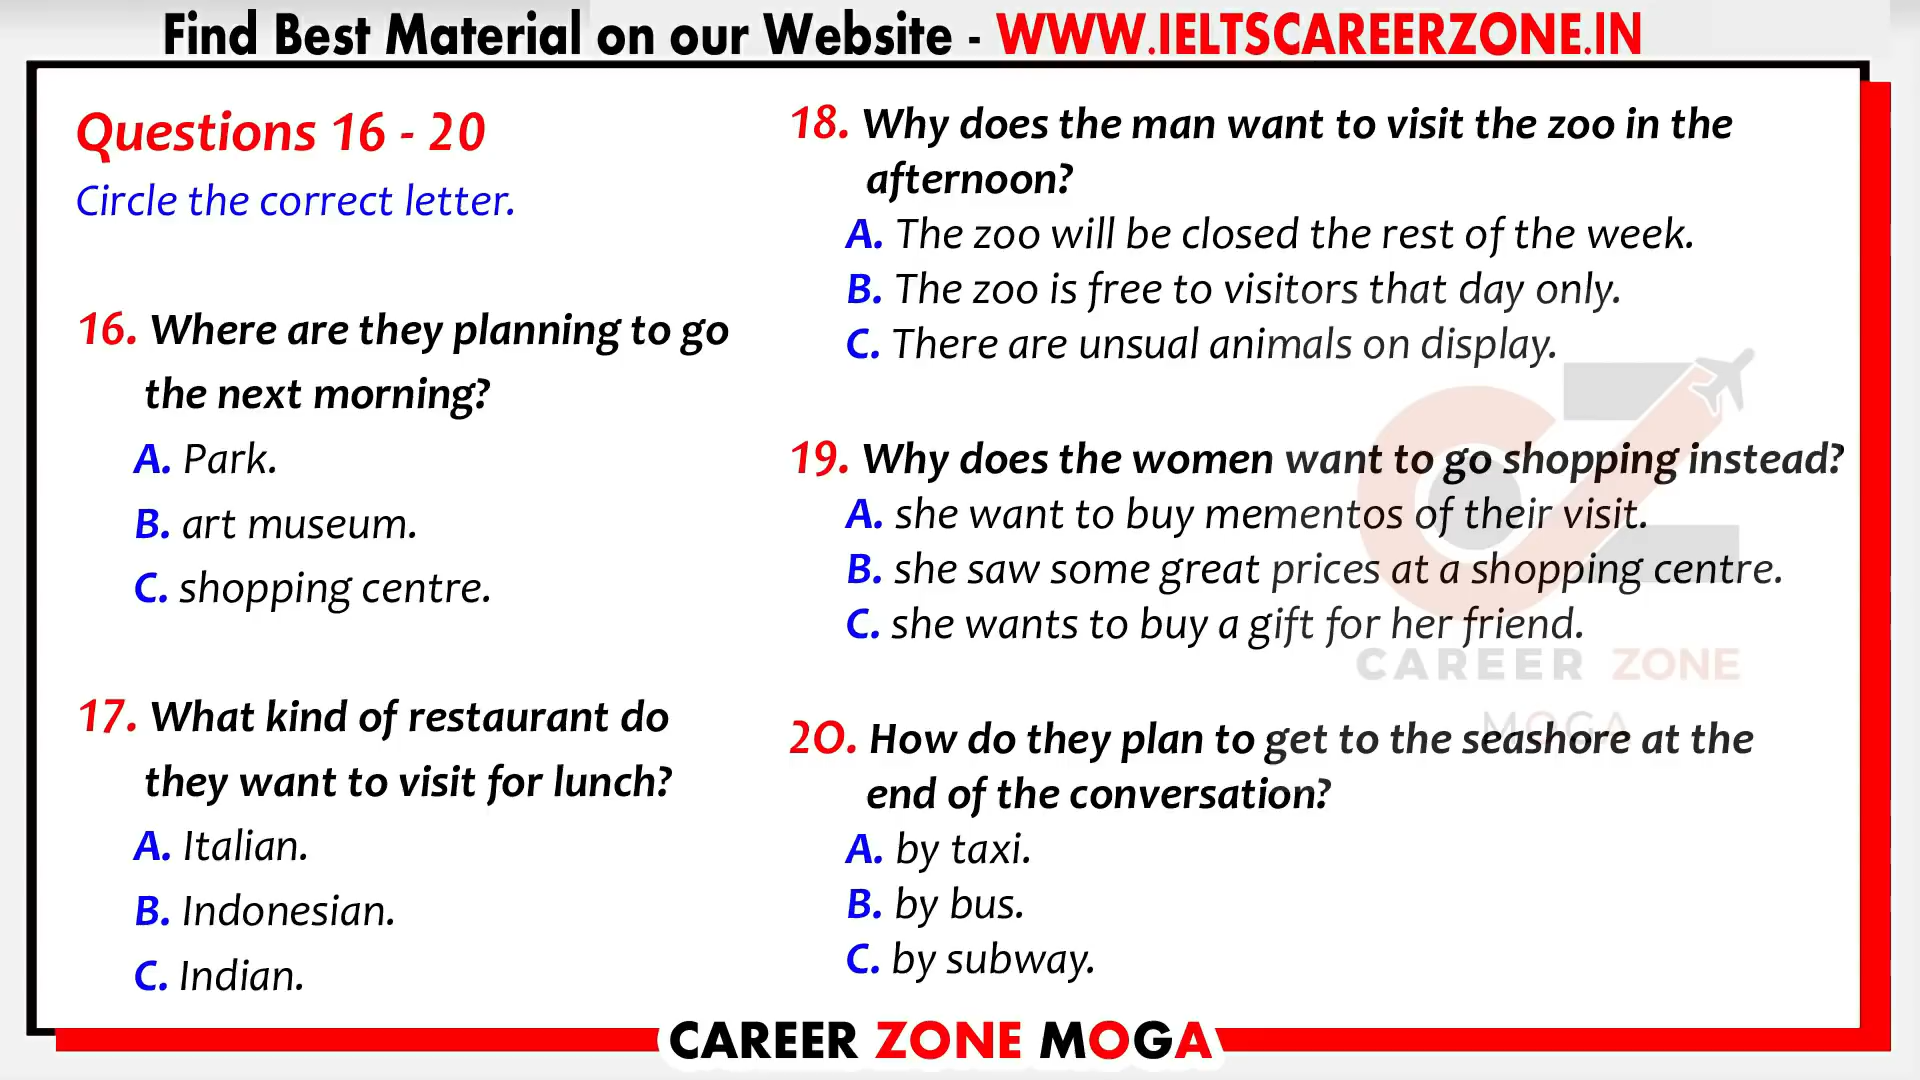 Find Best Material on our Website - WWW.IELTSCAREERZONE.IN
Questions 16 - 20
Circle the correct letter.
16. Where are they planning to go
the next morning?
A. Park.
B. art museum.
C. shopping centre.
17. What kind of restaurant do
they want to visit for lunch?
A. Italian.
B. Indonesian.
C. Indian.
18. Why does the man want to visit the zoo in the
afternoon?
A. The zoo will be closed the rest of the week.
B. The zoo is free to visitors that day only.
C. There are unsual animals on display.
19. Why does the women want to go shopping instead?
A. she want to buy mementos of their visit.
B. she saw some great prices at a shopping centre.
C. she wants to buy a gift for her friend.
CAREER ZONE
MOGA
20. How do they plan to get to the seashore at the
end of the conversation?
A. by taxi.
B. by bus.
C. by subway.
CAREER ZONE MOGA